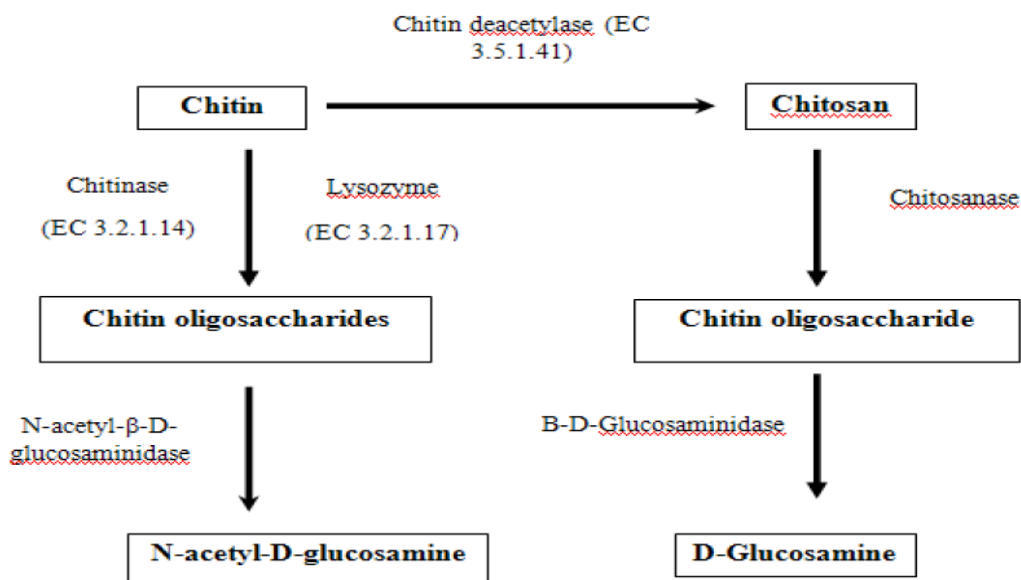 Chitin deacetylase (EC
3.5.1.41)
Chitin
Chitosan
Chitinase
(EC 3.2.1.14)
Lysozyme
(EC 3.2.1.17)
Chitosanase
Chitin oligosaccharides
Chitin oligosaccharide
N-acetyl-β-D-
glucosaminidase
B-D-Glucosaminidase
N-acetyl-D-glucosamine
D-Glucosamine